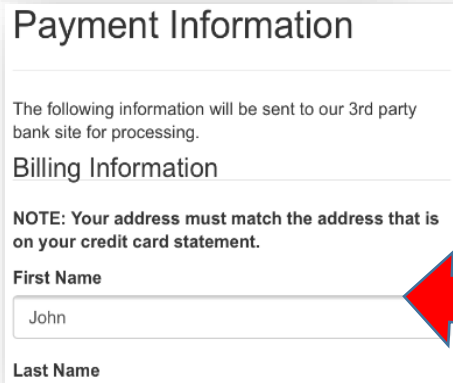 Payment Information
The following information will be sent to our 3rd party
bank site for processing.
Billing Information
NOTE: Your address must match the address that is
on your credit card statement.
First Name
John
Last Name